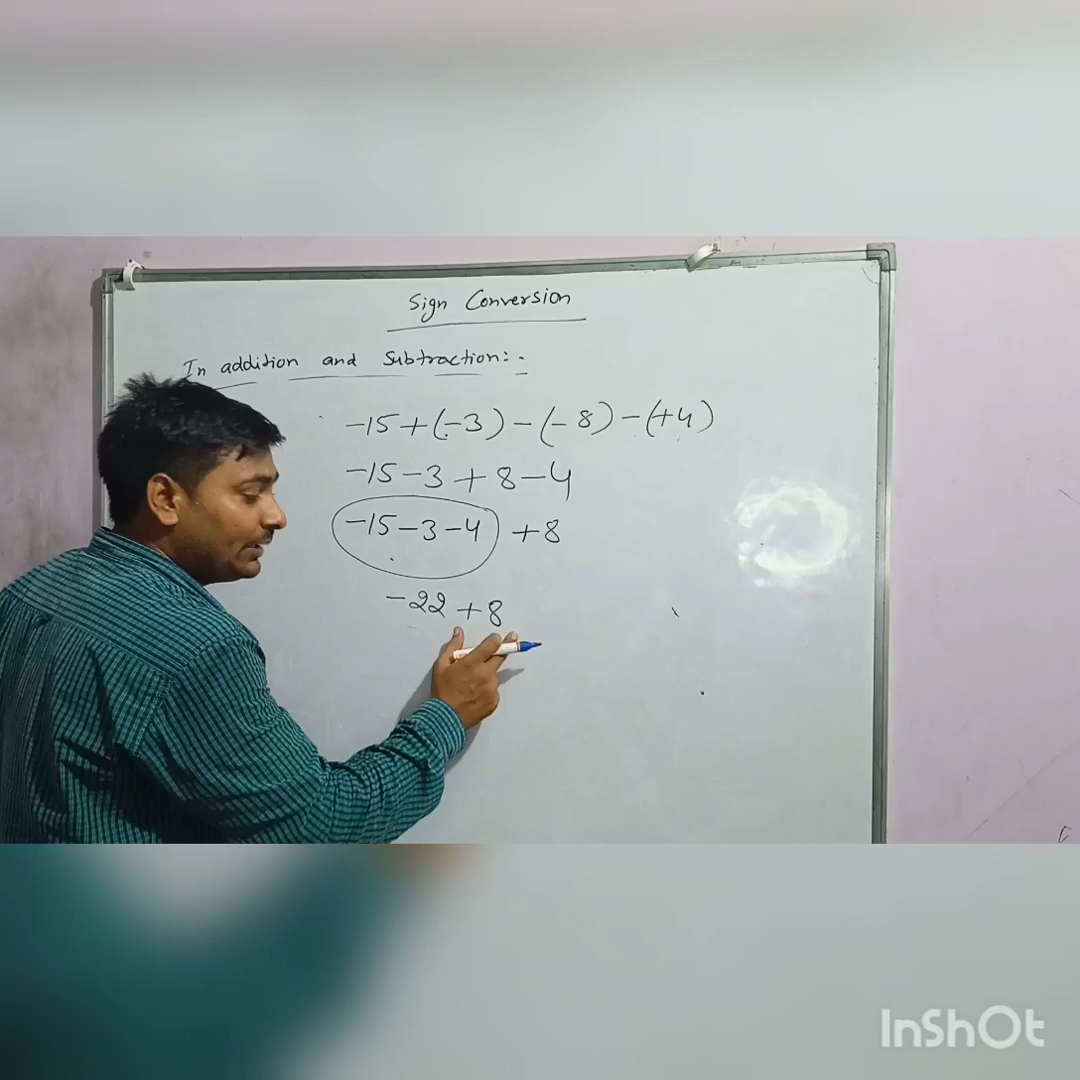 Sign Conversion
In addition and Subtraction:-
-15+(-3)-(-8)-(+4)
-15-3+8-4
-15-3-4 +8
-22+8
InShOt